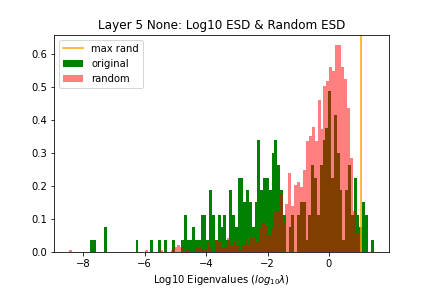 Layer 5 None: Log10 ESD & Random ESD
max rand
original
random
0.6
0.5
0.4
0.3
0.2
0.1
0.0
−8 −6 −4 −2 0
Log10 Eigenvalues (log₁₀λ)